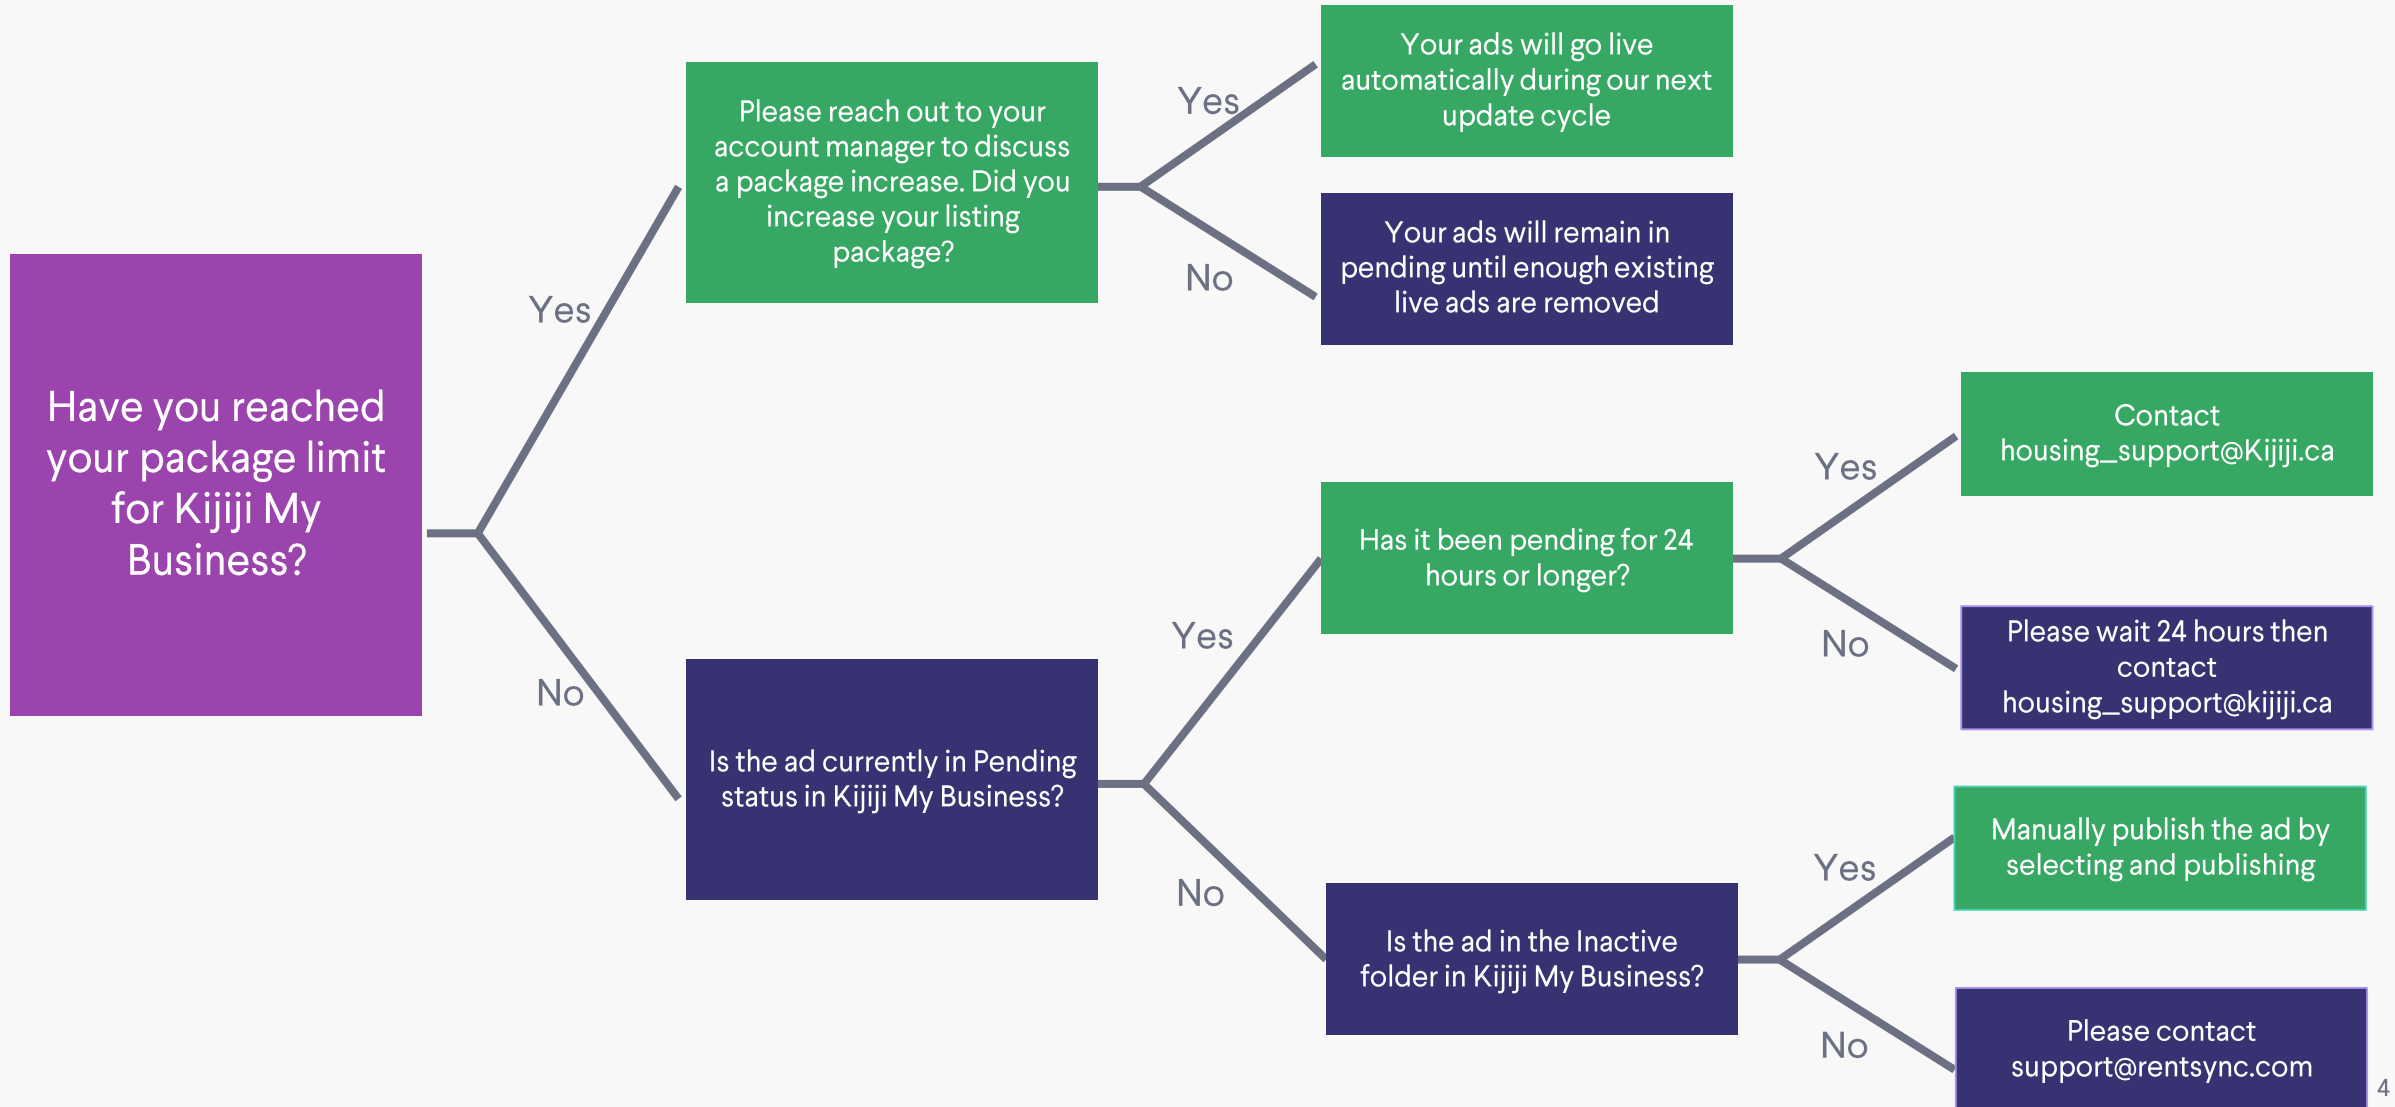 Have you reached
your package limit
for Kijiji My
Business?
Yes
No
Please reach out to your
account manager to discuss
a package increase. Did you
increase your listing
package?
Yes
No
Your ads will go live
automatically during our next
update cycle
Your ads will remain in
pending until enough existing
live ads are removed
Is the ad currently in Pending
status in Kijiji My Business?
Yes
No
Has it been pending for 24
hours or longer?
Yes
No
Contact
housing_support@Kijiji.ca
Please wait 24 hours then
contact
housing_support@kijiji.ca
Is the ad in the Inactive
folder in Kijiji My Business?
Yes
No
Manually publish the ad by
selecting and publishing
Please contact
support@rentsync.com
4